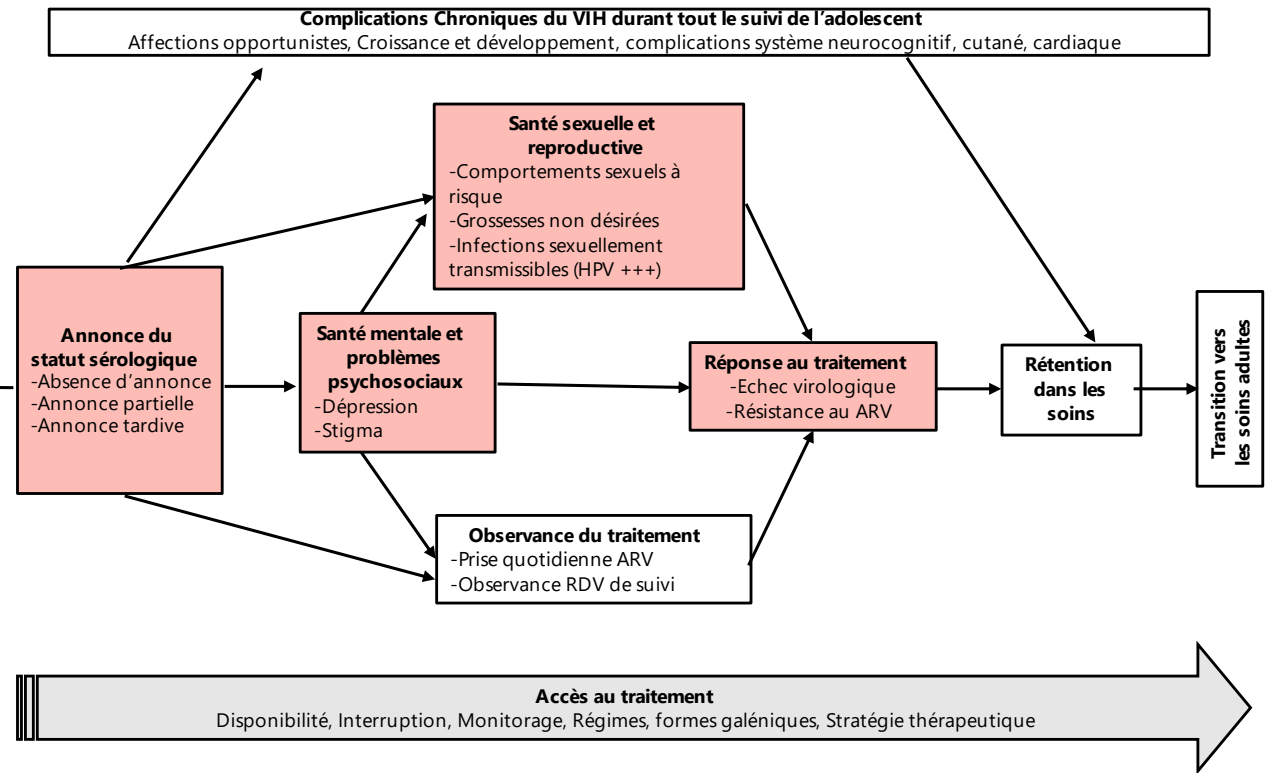 Complications Chroniques du VIH durant tout le suivi de l’adolescent
Affections opportunistes, Croissance et développement, complications système neurocognitif, cutané, cardiaque
Santé sexuelle et
reproductive
-Comportements sexuels à
risque
-Grossesses non désirées
-Infections sexuellement
transmissibles (HPV +++)
Annonce du
statut sérologique
-Absence d’annonce
-Annonce partielle
-Annonce tardive
Santé mentale et
problèmes
psychosociaux
-Dépression
-Stigma
Réponse au traitement
-Echec virologique
-Résistance au ARV
Rétention
dans les
soins
Transition vers
les soins adultes
Observance du traitement
-Prise quotidienne ARV
-Observance RDV de suivi
Accès au traitement
Disponibilité, Interruption, Monitorage, Régimes, formes galéniques, Stratégie thérapeutique